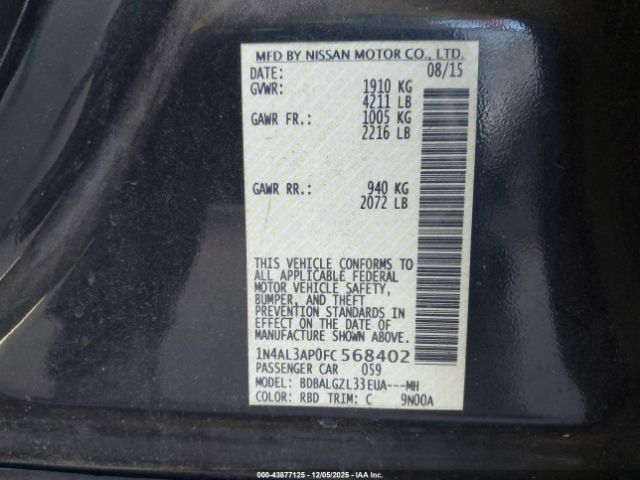 MFD BY NISSAN MOTOR CO., LTD.
DATE: 08/15
GVWR: 1910 KG
4211 LB
GAWR FR.: 1005 KG
2216 LB
GAWR RR.: 940 KG
2072 LB
THIS VEHICLE CONFORMS TO
ALL APPLICABLE FEDERAL
MOTOR VEHICLE SAFETY,
BUMPER, AND THEFT
PREVENTION STANDARDS IN
EFFECT ON THE DATE OF
MANUFACTURE SHOWN ABOVE.
1N4AL3AP0FC568402
PASSENGER CAR 059
MODEL: BDBALGZL33EUA---MH
COLOR: RBD TRIM: C 9N00A
000-43877125 - 12/05/2025 - IAA Inc.